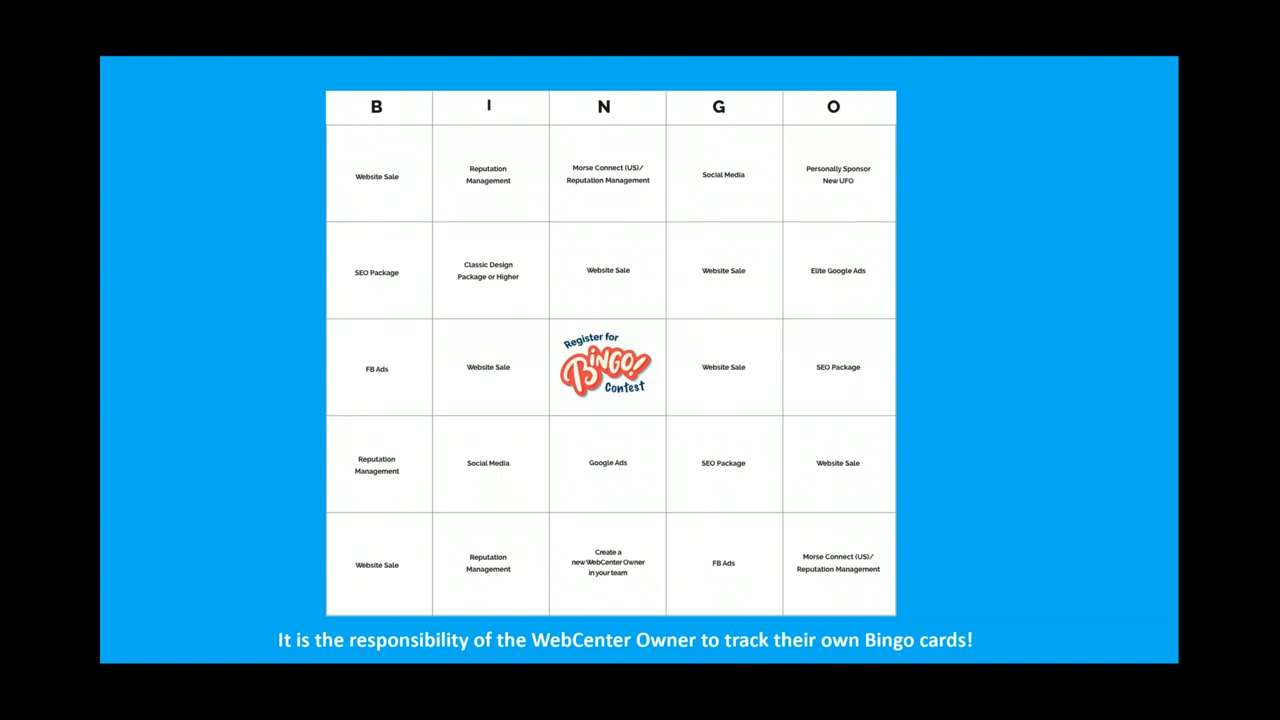 B I N G O
Website Sale
Reputation
Management
Morse Connect (US)/
Reputation Management
Social Media
Personally Sponsor
New UFO
SEO Package
Classic Design
Package or Higher
Website Sale
Website Sale
Elite Google Ads
FB Ads
Website Sale
Register for
BiNGO!
Contest
Website Sale
SEO Package
Reputation
Management
Social Media
Google Ads
SEO Package
Website Sale
Website Sale
Reputation
Management
Create a
new WebCenter Owner
in your team
FB Ads
Morse Connect (US)/
Reputation Management
It is the responsibility of the WebCenter Owner to track their own Bingo cards!